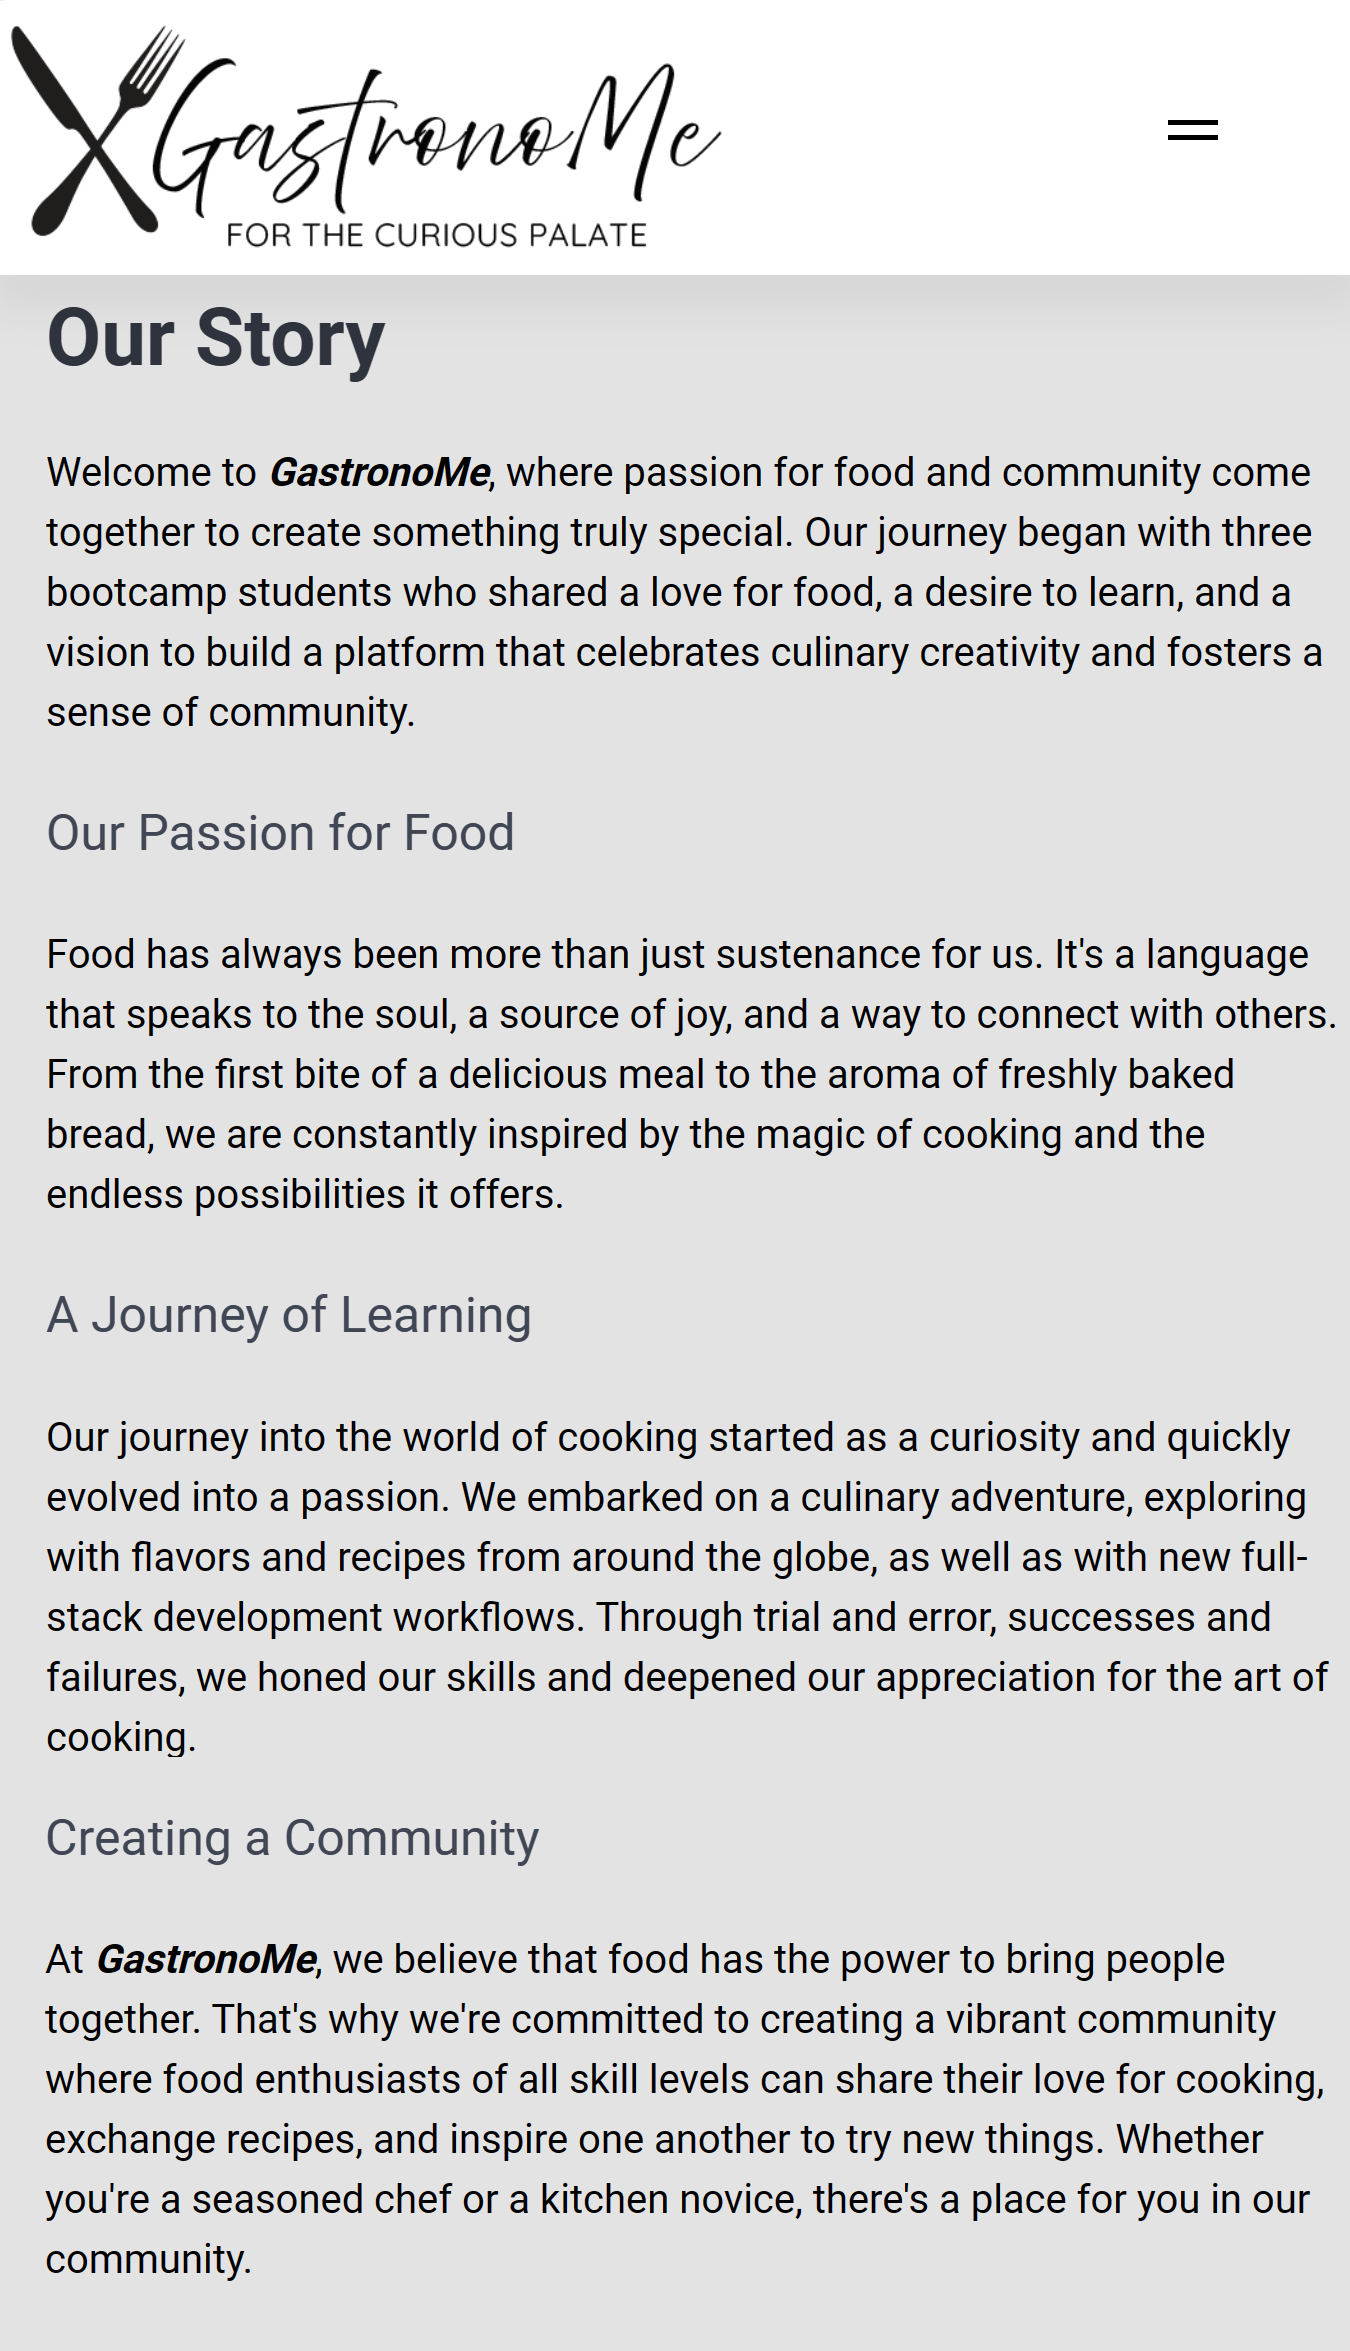 GastronoMe
FOR THE CURIOUS PALATE
Our Story
Welcome to GastronoMe, where passion for food and community come
together to create something truly special. Our journey began with three
bootcamp students who shared a love for food, a desire to learn, and a
vision to build a platform that celebrates culinary creativity and fosters a
sense of community.
Our Passion for Food
Food has always been more than just sustenance for us. It's a language
that speaks to the soul, a source of joy, and a way to connect with others.
From the first bite of a delicious meal to the aroma of freshly baked
bread, we are constantly inspired by the magic of cooking and the
endless possibilities it offers.
A Journey of Learning
Our journey into the world of cooking started as a curiosity and quickly
evolved into a passion. We embarked on a culinary adventure, exploring
with flavors and recipes from around the globe, as well as with new full-
stack development workflows. Through trial and error, successes and
failures, we honed our skills and deepened our appreciation for the art of
cooking.
Creating a Community
At GastronoMe, we believe that food has the power to bring people
together. That's why we're committed to creating a vibrant community
where food enthusiasts of all skill levels can share their love for cooking,
exchange recipes, and inspire one another to try new things. Whether
you're a seasoned chef or a kitchen novice, there's a place for you in our
community.